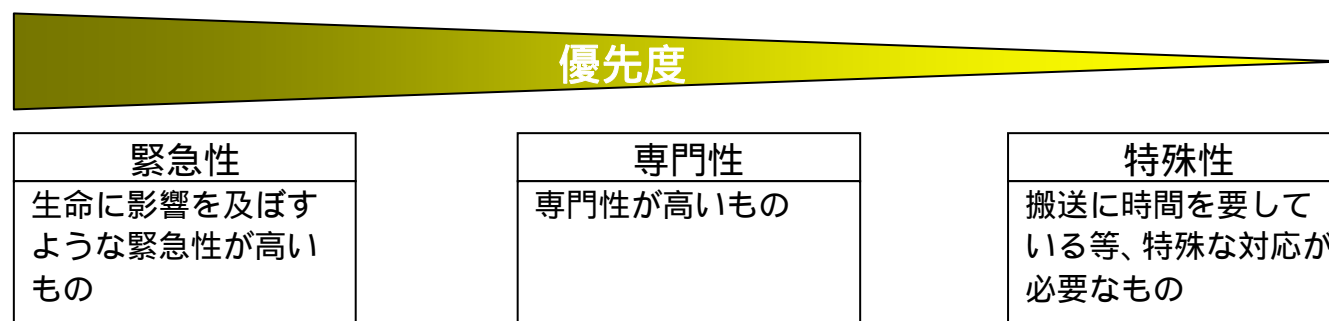 優先度
緊急性
生命に影響を及ぼす
ような緊急性が高い
もの
専門性
専門性が高いもの
特殊性
搬送に時間を要して
いる等、特殊な対応が
必要なもの